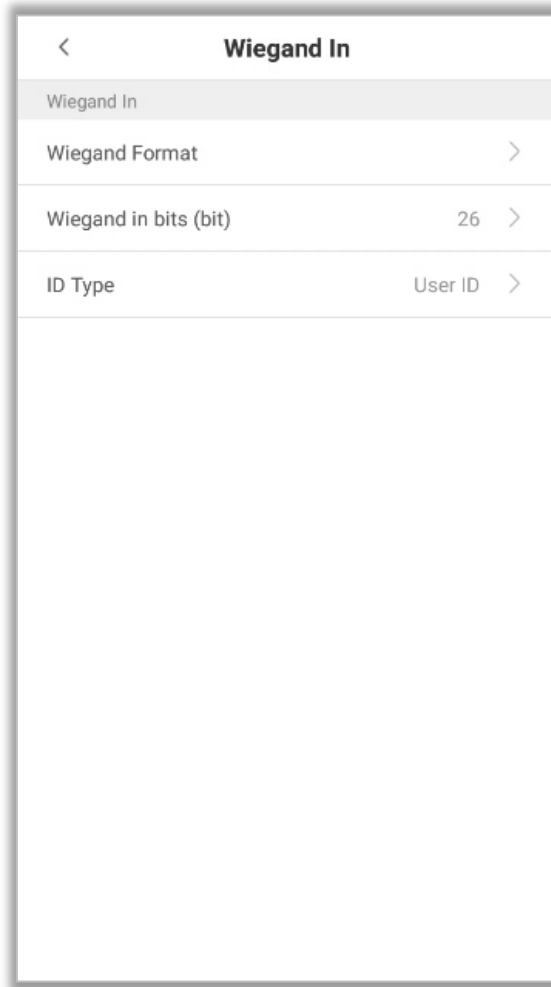 Wiegand In
Wiegand In
Wiegand Format
Wiegand in bits (bit) 26
ID Type User ID